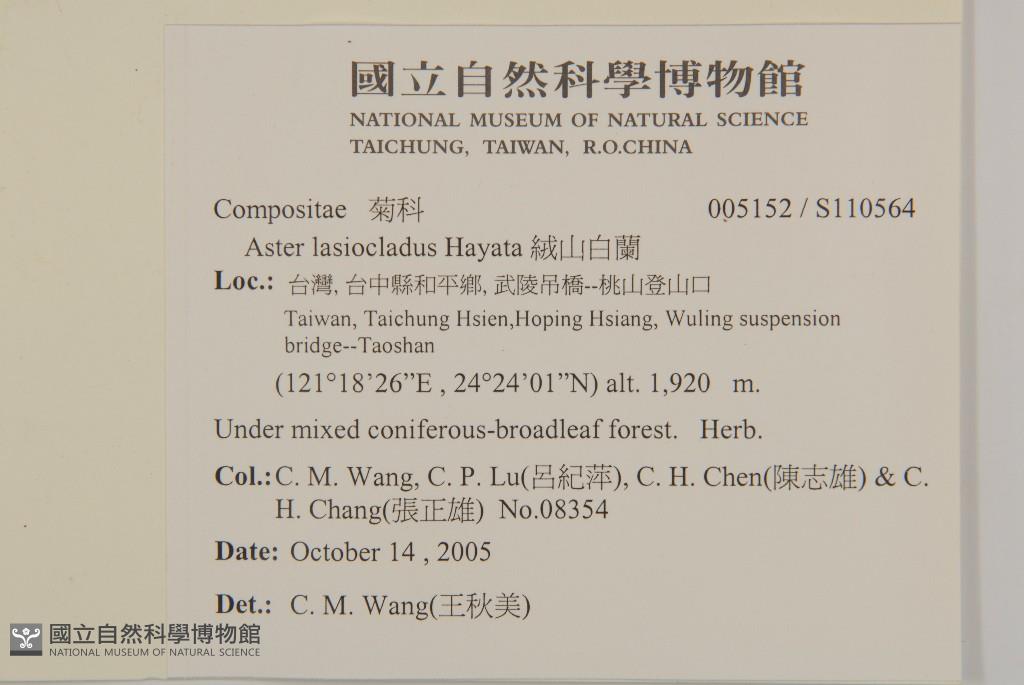 國立自然科學博物館
NATIONAL MUSEUM OF NATURAL SCIENCE
TAICHUNG, TAIWAN, R.O.CHINA
Compositae 菊科 005152 / S110564
Aster lasiocladus Hayata 絨山白蘭
Loc.: 台灣, 台中縣和平鄉, 武陵吊橋--桃山登山口
Taiwan, Taichung Hsien,Hoping Hsiang, Wuling suspension
bridge--Taoshan
(121°18’26”E , 24°24’01”N) alt. 1,920 m.
Under mixed coniferous-broadleaf forest. Herb.
Col.: C. M. Wang, C. P. Lu(呂紀萍), C. H. Chen(陳志雄) & C.
H. Chang(張正雄) No.08354
Date: October 14 , 2005
Det.: C. M. Wang(王秋美)
國立自然科學博物館
NATIONAL MUSEUM OF NATURAL SCIENCE